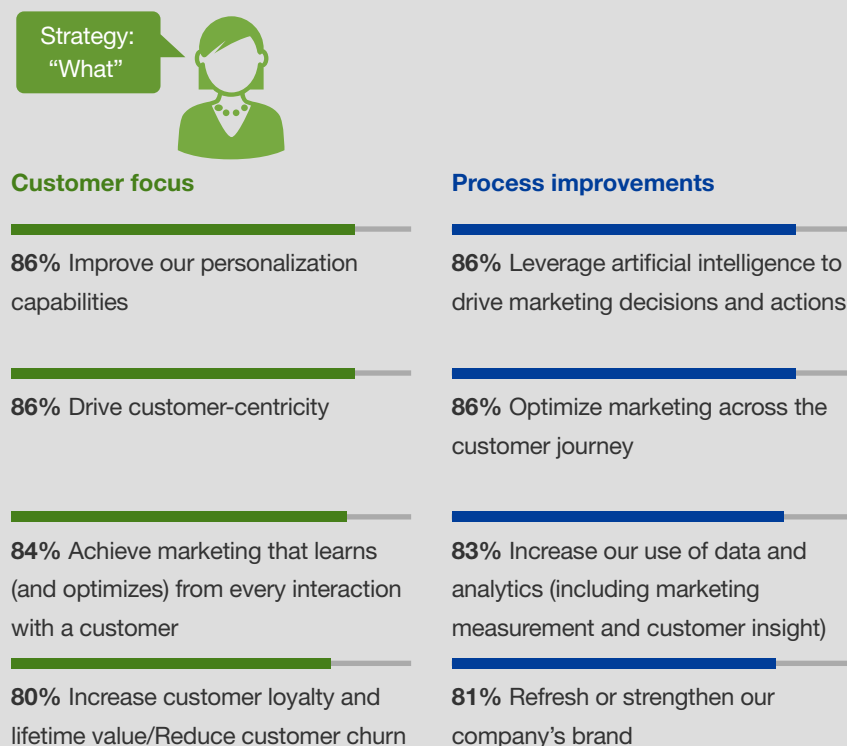 Strategy:
“What”
Customer focus
86% Improve our personalization
capabilities
86% Drive customer-centricity
84% Achieve marketing that learns
(and optimizes) from every interaction
with a customer
80% Increase customer loyalty and
lifetime value/Reduce customer churn
Process improvements
86% Leverage artificial intelligence to
drive marketing decisions and actions
86% Optimize marketing across the
customer journey
83% Increase our use of data and
analytics (including marketing
measurement and customer insight)
81% Refresh or strengthen our
company’s brand